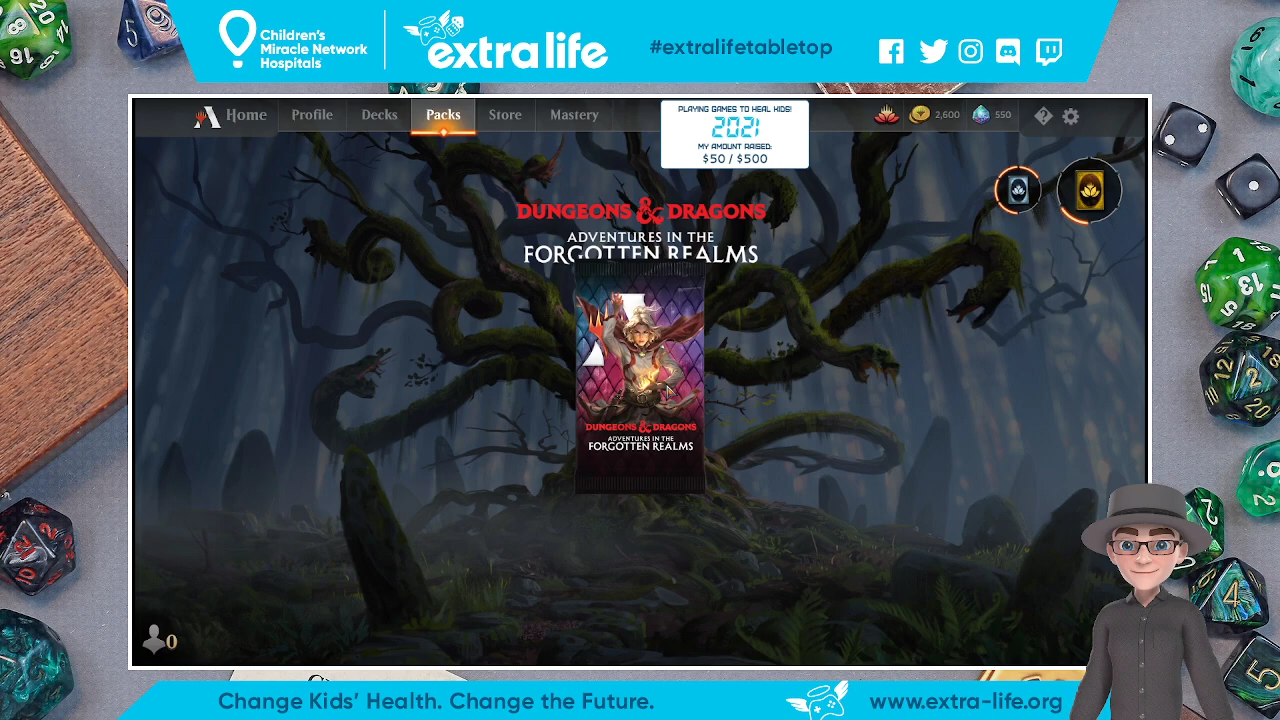 Children's
Miracle Network
Hospitals
extra life
#extralifetabletop
Home
Profile
Decks
Packs
Store
Mastery
PLAYING GAMES TO HEAL KIDS!
2021
MY AMOUNT RAISED:
$50 / $500
2,600
550
DUNGEONS & DRAGONS
ADVENTURES IN THE
FORGOTTEN REALMS
DUNGEONS & DRAGONS
ADVENTURES IN THE
FORGOTTEN REALMS
0
Change Kids' Health. Change the Future.
www.extra-life.org